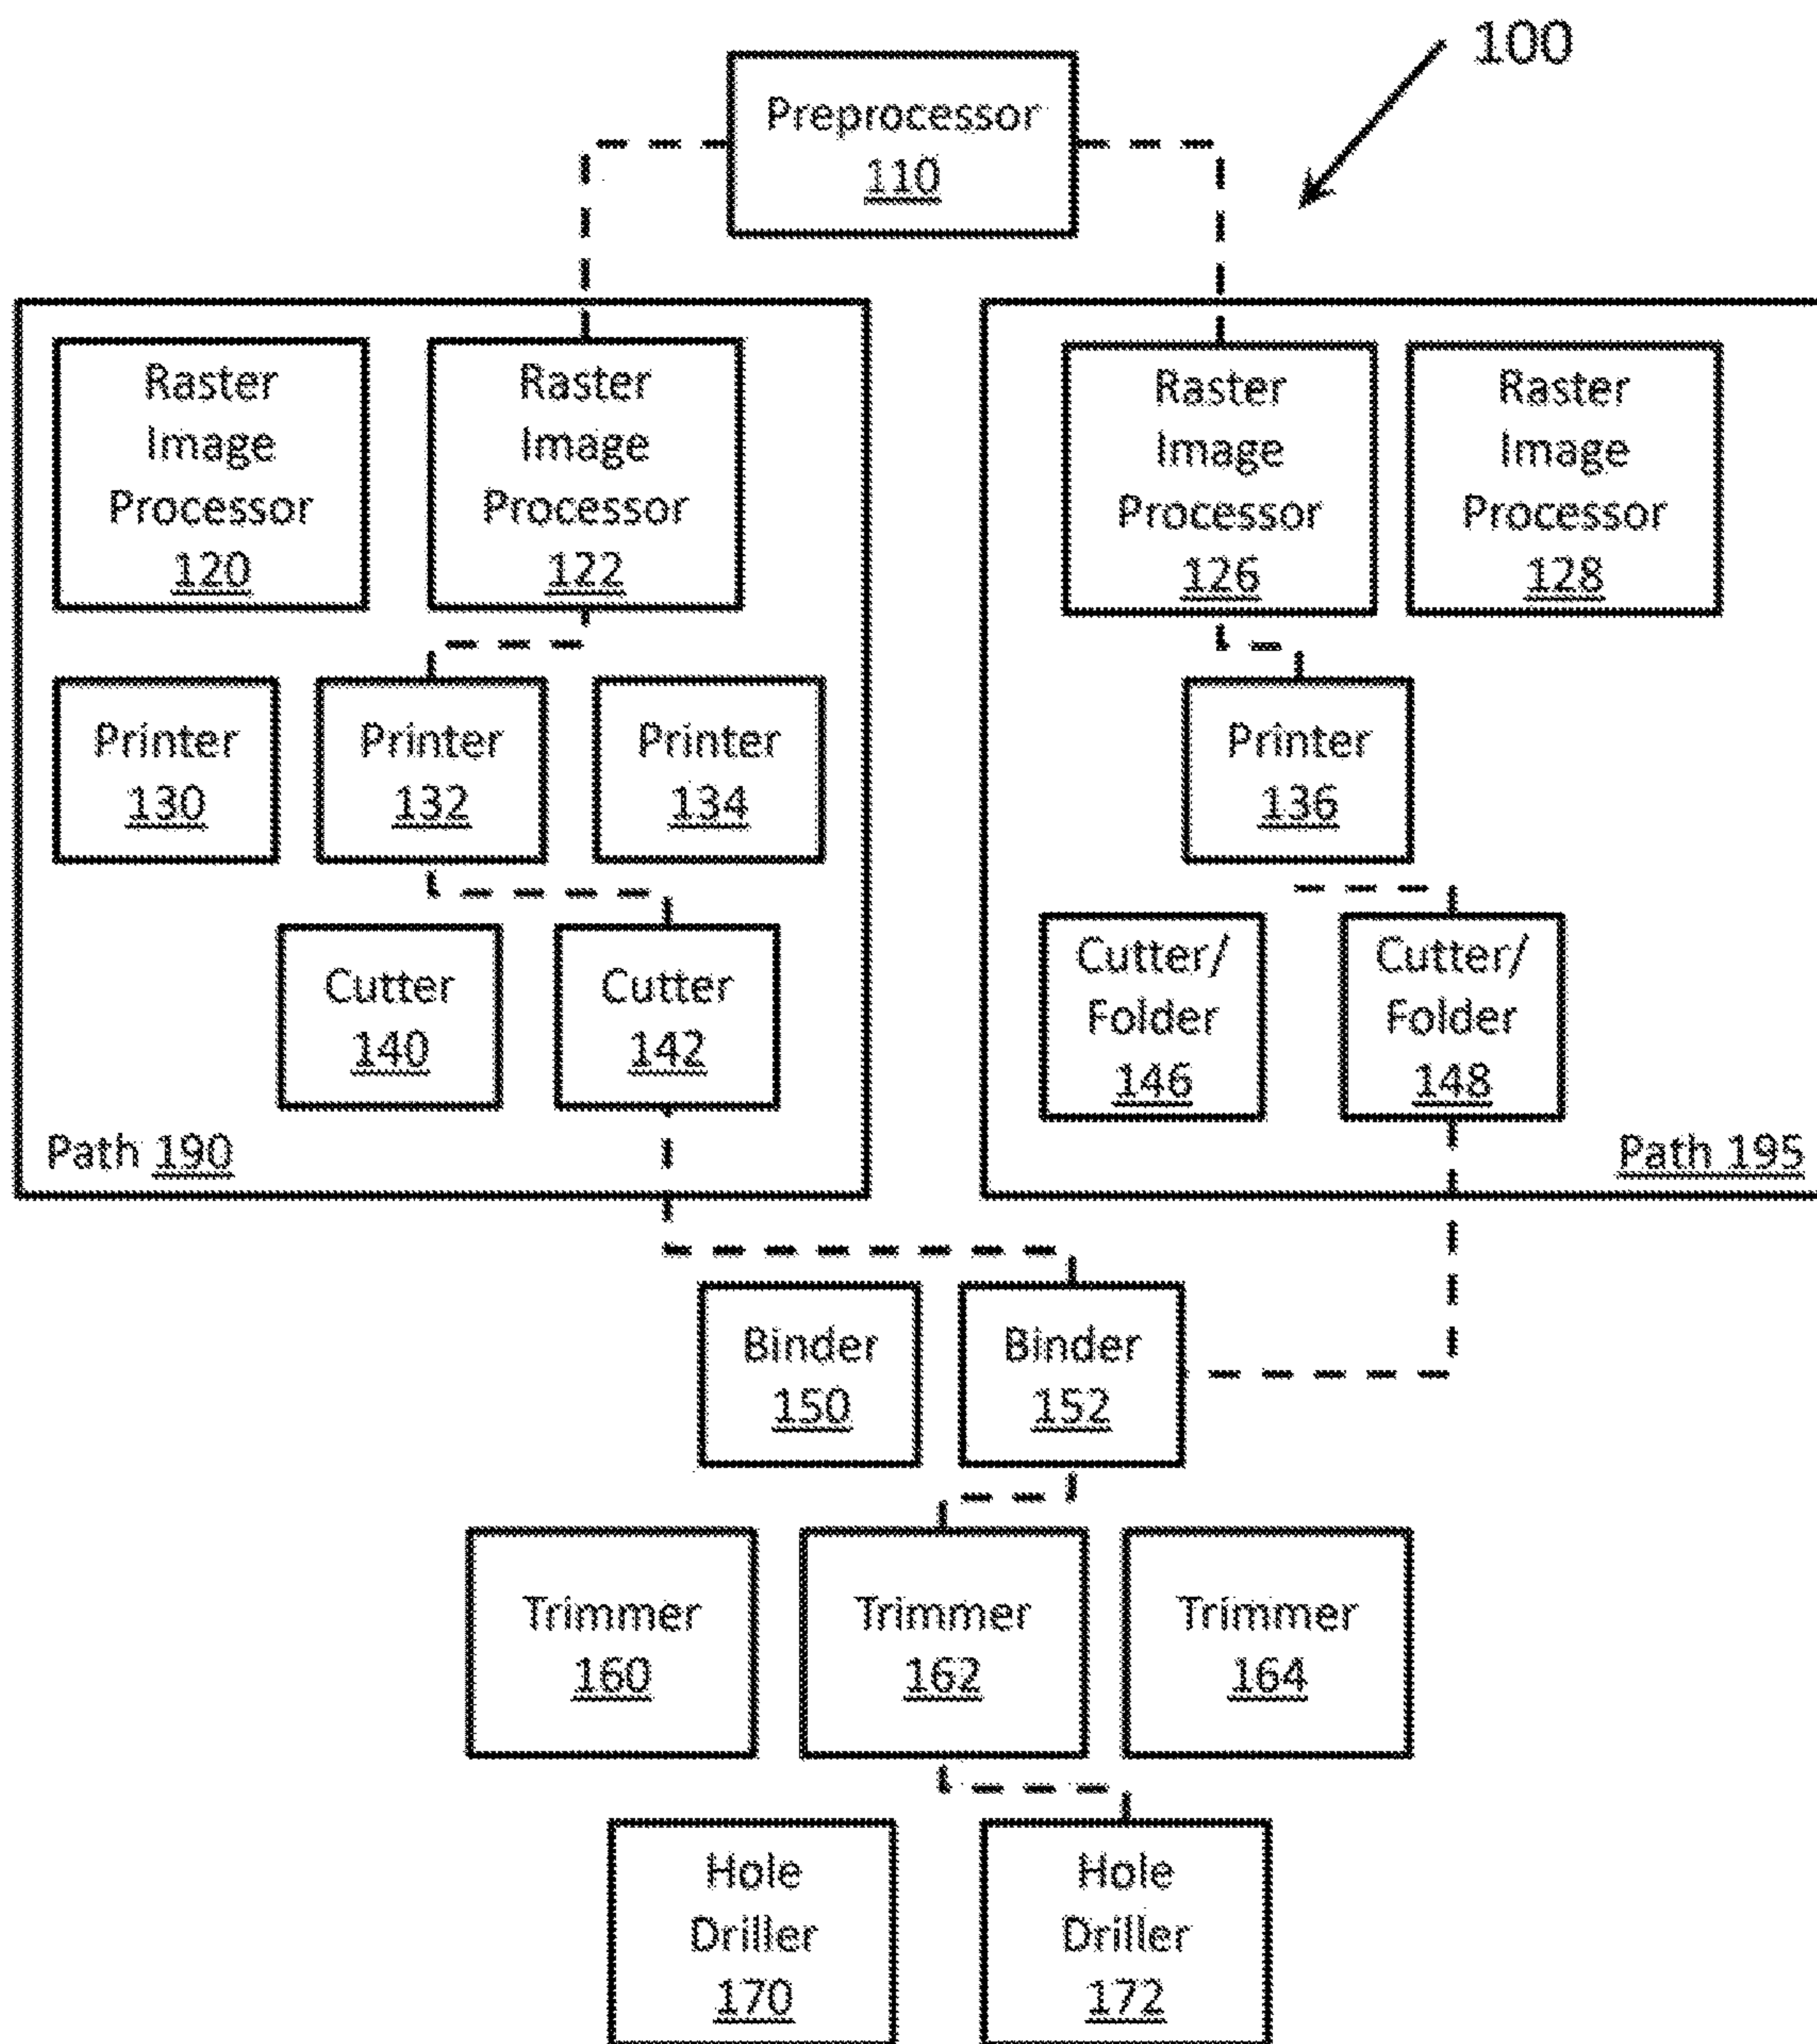 100
Preprocessor
110
Raster
Image
Processor
120
Raster
Image
Processor
122
Raster
Image
Processor
126
Raster
Image
Processor
128
Printer
130
Printer
132
Printer
134
Printer
136
Cutter
140
Cutter
142
Cutter/
Folder
146
Cutter/
Folder
148
Path 190
Path 195
Binder
150
Binder
152
Trimmer
160
Trimmer
162
Trimmer
164
Hole
Driller
170
Hole
Driller
172